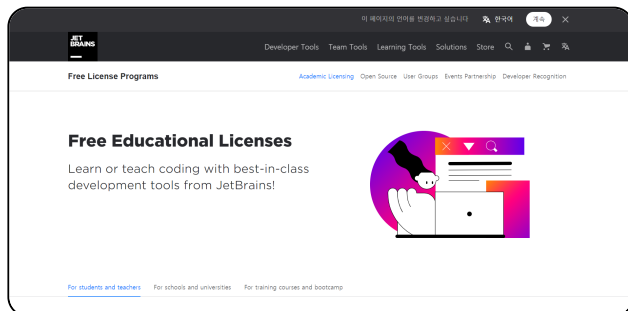 이 페이지의 언어를 변경하고 싶습니다 한국어 계속
JET
BRAINS
Developer Tools Team Tools Learning Tools Solutions Store
Free License Programs
Academic Licensing Open Source User Groups Events Partnership Developer Recognition
Free Educational Licenses
Learn or teach coding with best-in-class
development tools from JetBrains!
For students and teachers For schools and universities For training courses and bootcamp